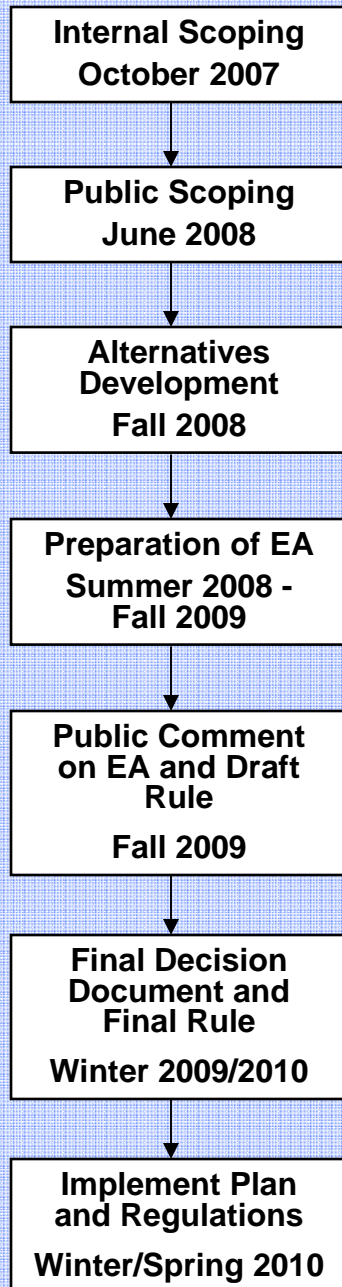 Internal Scoping
October 2007
Public Scoping
June 2008
Alternatives
Development
Fall 2008
Preparation of EA
Summer 2008 -
Fall 2009
Public Comment
on EA and Draft
Rule
Fall 2009
Final Decision
Document and
Final Rule
Winter 2009/2010
Implement Plan
and Regulations
Winter/Spring 2010